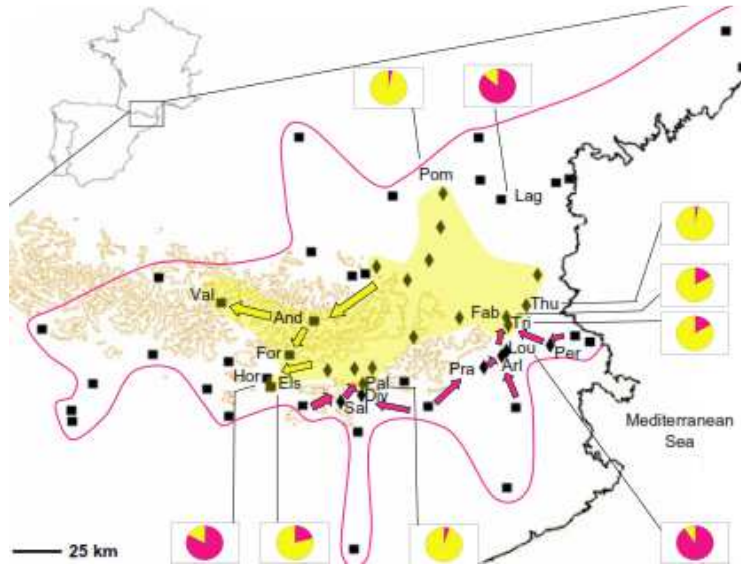 Pom
Lag
Val
And
Fab
Thu
Tri
For
Lou
Per
Hor
Els
Pra
Arl
Pal
Div
Sal
Mediterranean
Sea
25 km